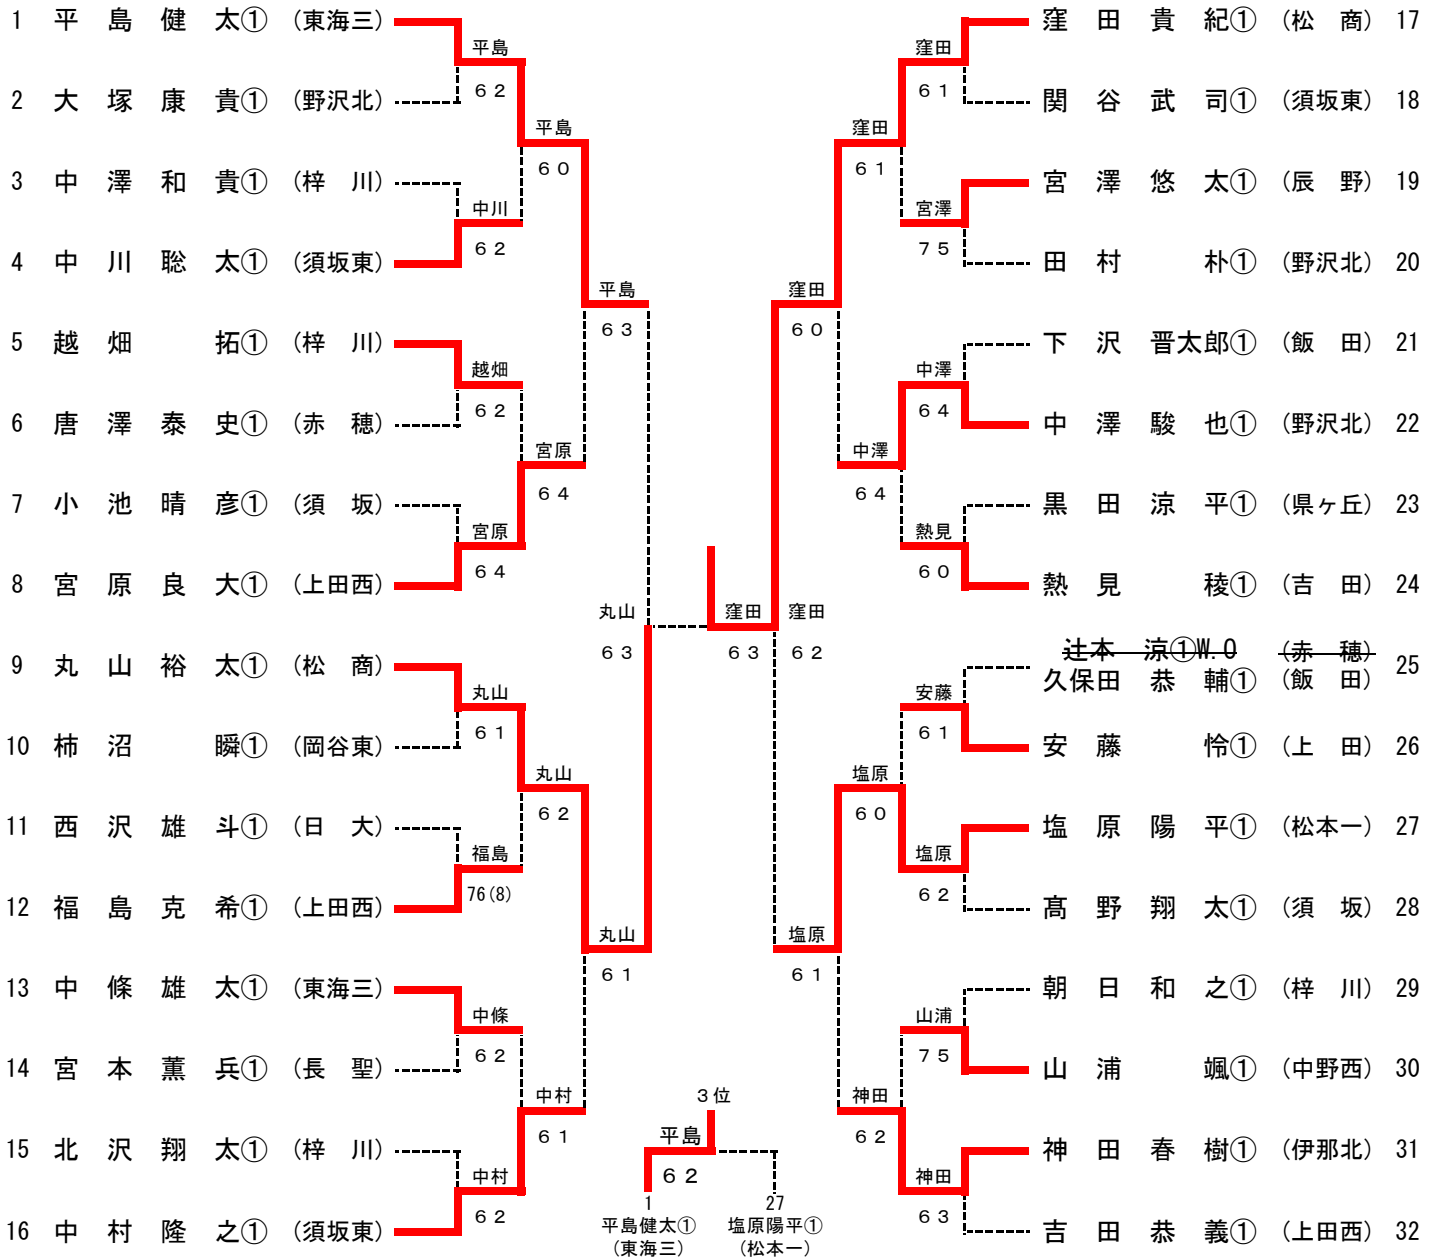 1 平島健太① (東海三)
平島
62
2 大塚康貴① (野沢北)
平島
60
3 中澤和貴① (梓川)
中川
62
4 中川聡太① (須坂東)
平島
63
5 越畑拓① (梓川)
越畑
62
6 唐澤泰史① (赤穂)
宮原
64
7 小池晴彦① (須坂)
宮原
64
8 宮原良大① (上田西)
丸山
63
9 丸山裕太① (松商)
丸山
61
10 柿沼瞬① (岡谷東)
丸山
62
11 西沢雄斗① (日大)
福島
76(8)
12 福島克希① (上田西)
丸山
61
13 中條雄太① (東海三)
中條
62
14 宮本薫兵① (長聖)
中村
61
15 北沢翔太① (梓川)
中村
62
16 中村隆之① (須坂東)
窪田
63
窪田貴紀① (松商) 17
窪田
61
関谷武司① (須坂東) 18
窪田
61
宮澤悠太① (辰野) 19
宮澤
75
田村朴① (野沢北) 20
窪田
60
下沢晋太郎① (飯田) 21
中澤
64
中澤駿也① (野沢北) 22
中澤
64
黒田涼平① (県ヶ丘) 23
熱見
60
熱見稜① (吉田) 24
窪田
62
辻本涼①W.O (赤穂)
久保田恭輔① (飯田) 25
安藤
61
安藤怜① (上田) 26
塩原
60
塩原陽平① (松本一) 27
塩原
62
髙野翔太① (須坂) 28
塩原
61
朝日和之① (梓川) 29
山浦
75
山浦颯① (中野西) 30
神田
62
神田春樹① (伊那北) 31
神田
63
吉田恭義① (上田西) 32
3位
平島
62
1 27
平島健太① 塩原陽平①
(東海三) (松本一)